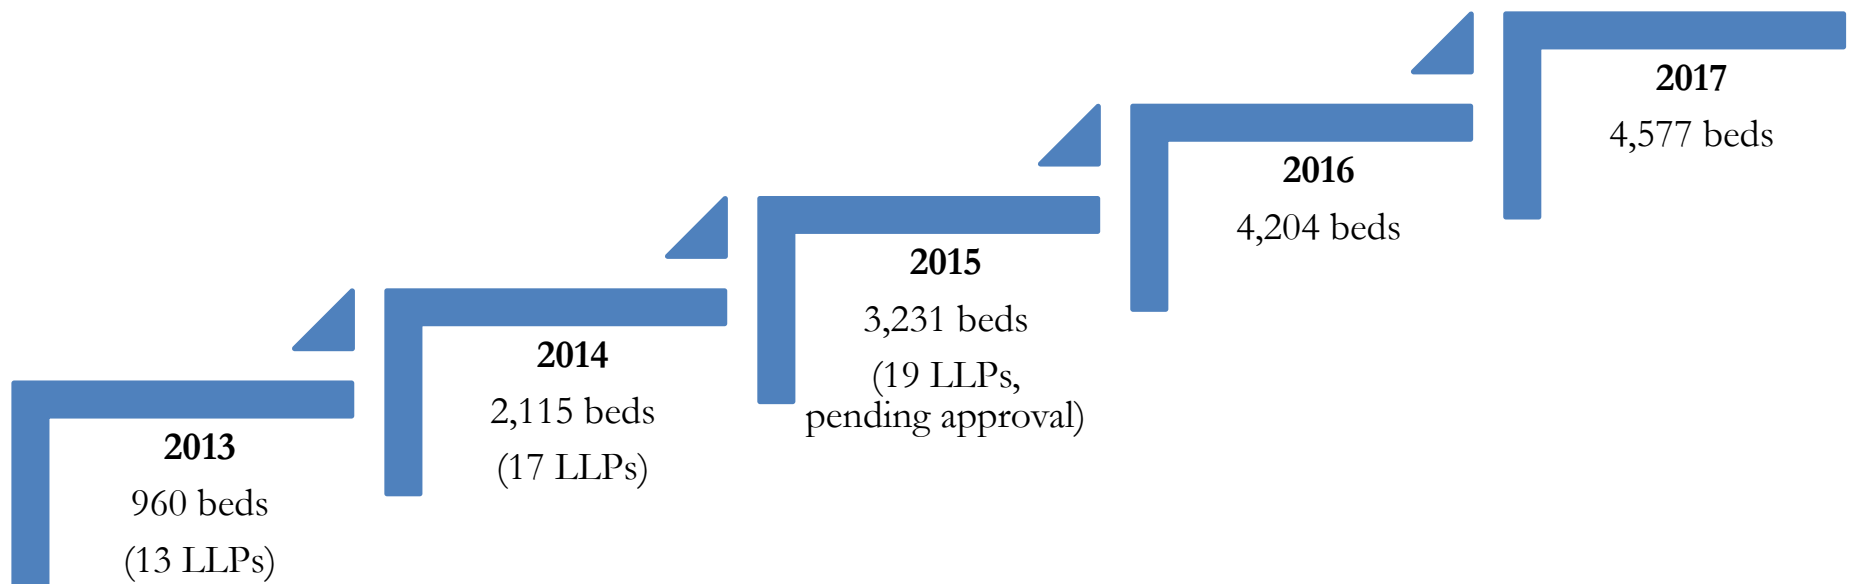 2013
960 beds
(13 LLPs)
2014
2,115 beds
(17 LLPs)
2015
3,231 beds
(19 LLPs,
pending approval)
2016
4,204 beds
2017
4,577 beds